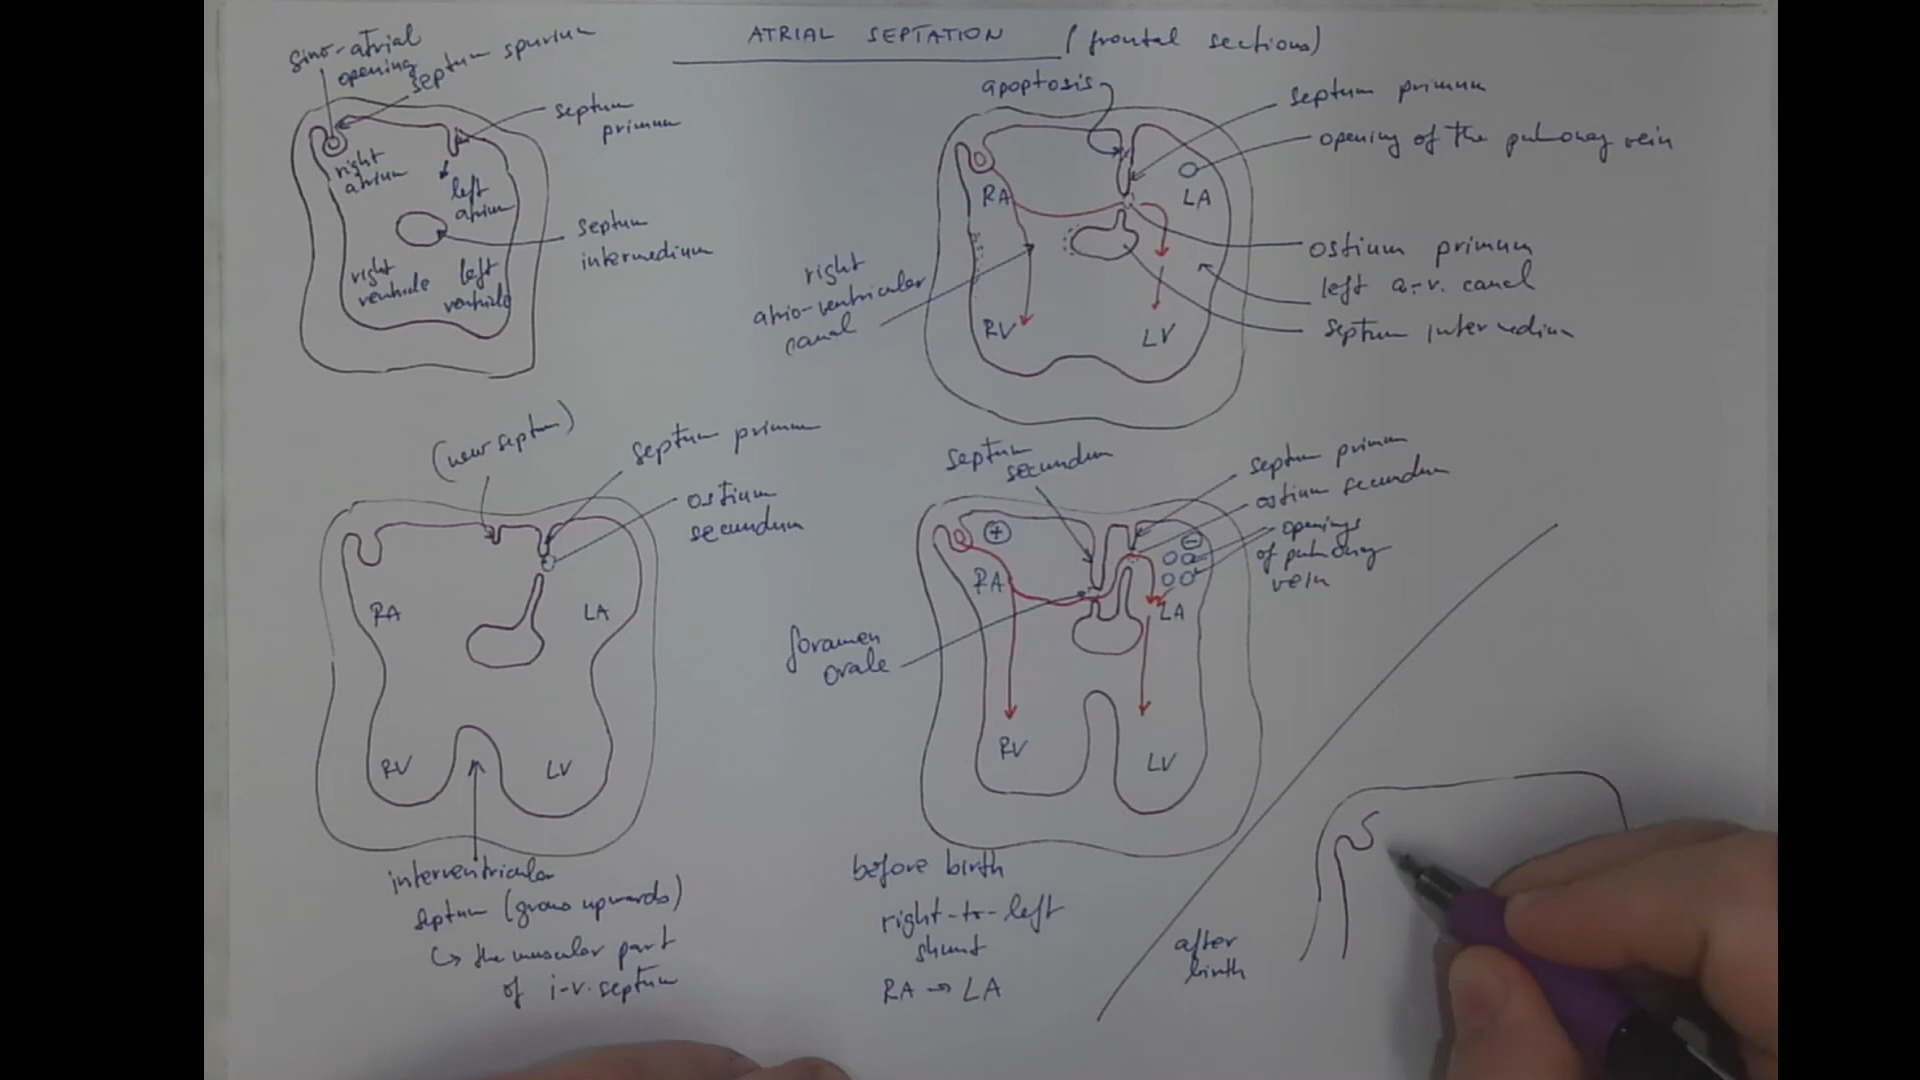 ATRIAL SEPTATION (frontal sections)
sino-atrial
opening
septum spurium
septum
primum
right
atrium
left
atrium
septum
intermedium
right
ventricle
left
ventricle
apoptosis
septum primum
opening of the pulmonary vein
RA
LA
ostium primum
left a-v. canal
septum intermedium
right
atrio-ventricular
canal
RV
LV
(new septum)
septum primum
ostium
secundum
RA
LA
RV
LV
interventricular
septum (grows upwards)
↳ the muscular part
of i-v. septum
septum
secundum
septum primum
ostium secundum
openings
of pulmonary
vein
+
−
RA
LA
foramen
ovale
RV
LV
before birth
right-to-left
shunt
RA → LA
after
birth